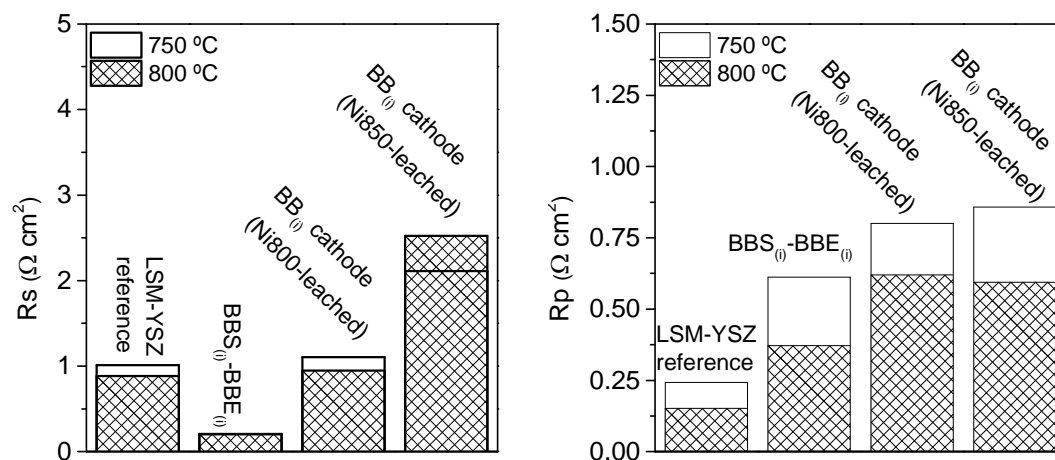 Rs (Ω cm²)
5
4
3
2
1
0
750 ºC
800 ºC
LSM-YSZ
reference
BBS(i)-BBE(i)
BB(i) cathode
(Ni800-leached)
BB(i) cathode
(Ni850-leached)
Rp (Ω cm²)
1.50
1.25
1.00
0.75
0.50
0.25
0.00
750 ºC
800 ºC
LSM-YSZ
reference
BBS(i)-BBE(i)
BB(i) cathode
(Ni800-leached)
BB(i) cathode
(Ni850-leached)